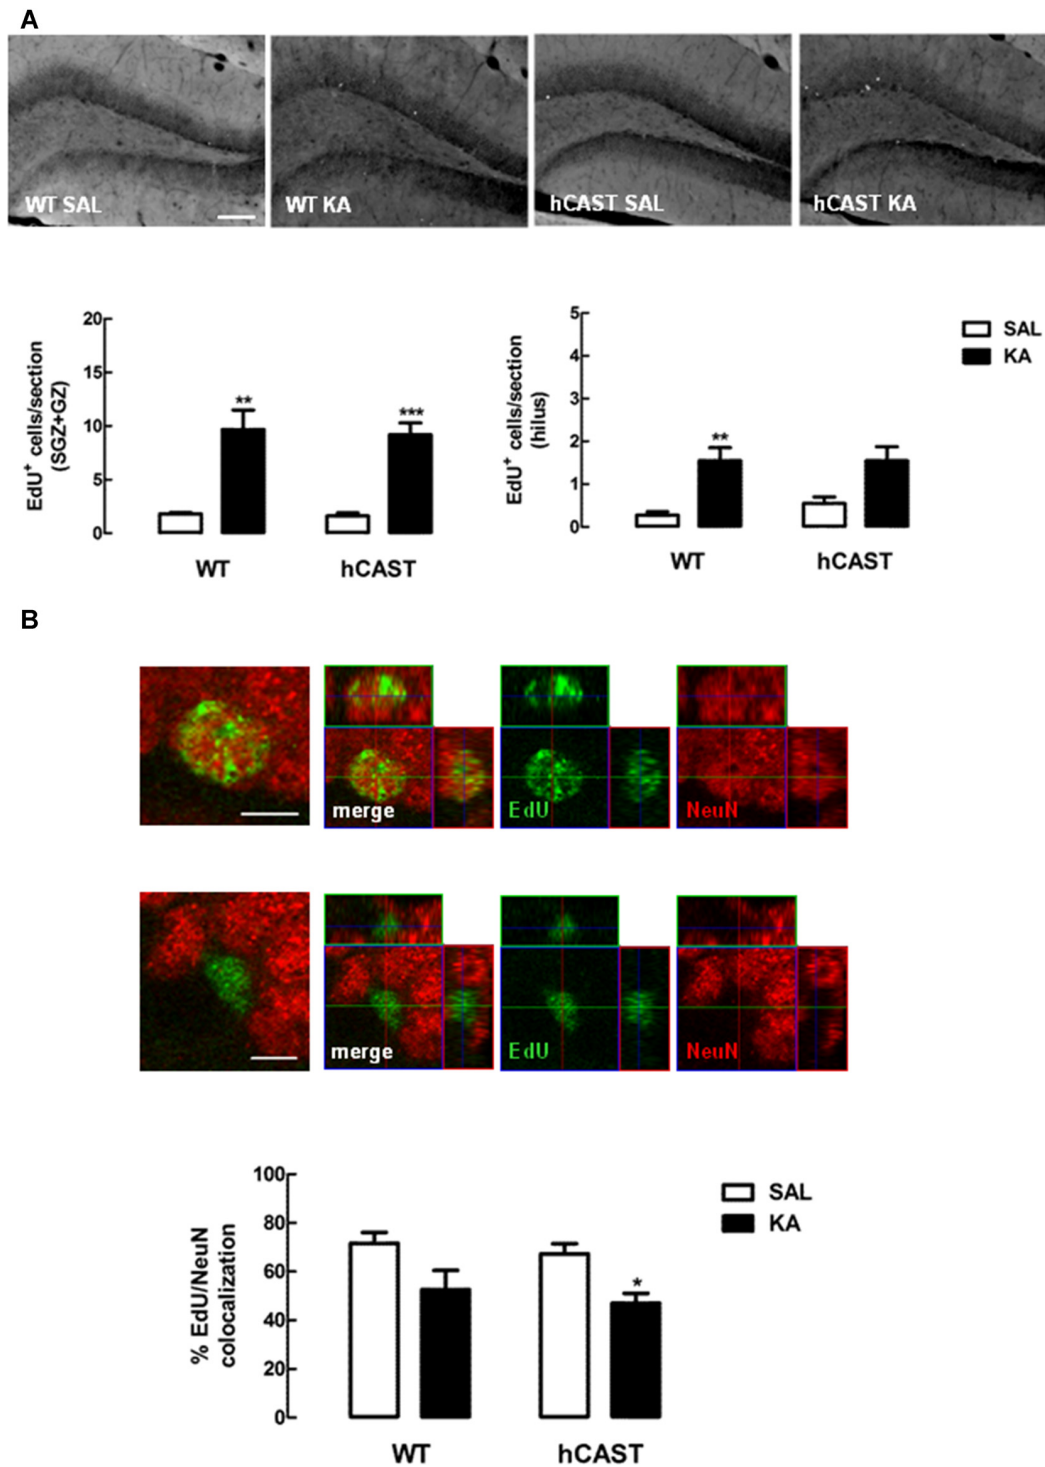 A
WT SAL
WT KA
hCAST SAL
hCAST KA
EdU⁺ cells/section
(SGZ+GZ)
20
15
10
5
0
**
***
WT
hCAST
EdU⁺ cells/section
(hilus)
5
4
3
2
1
0
**
WT
hCAST
SAL
KA
B
merge
EdU
NeuN
merge
EdU
NeuN
% EdU/NeuN
colocalization
100
80
60
40
20
0
*
WT
hCAST
SAL
KA